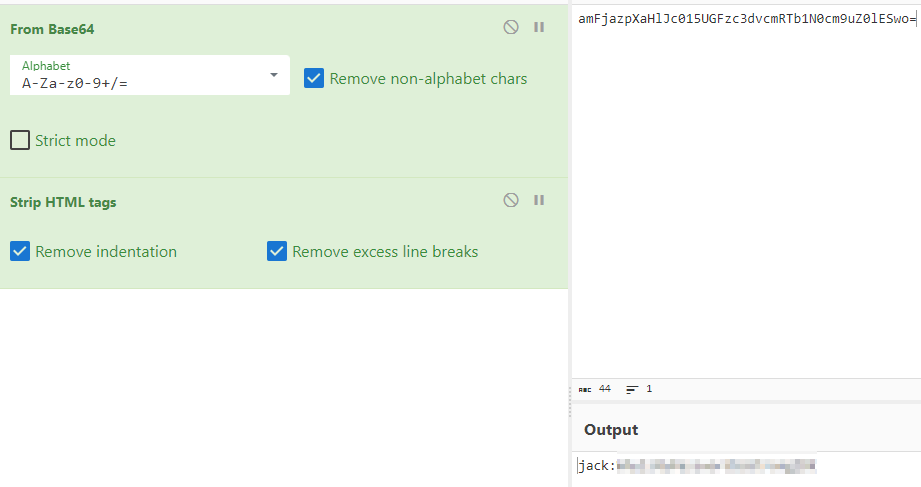 From Base64
Alphabet
A-Za-z0-9+/=
Remove non-alphabet chars
Strict mode
Strip HTML tags
Remove indentation
Remove excess line breaks
amFjazpXaHlJc015UGFzc3dvcmRTb1N0cm9uZ0lESwo=
ABC 44 1
Output
jack: